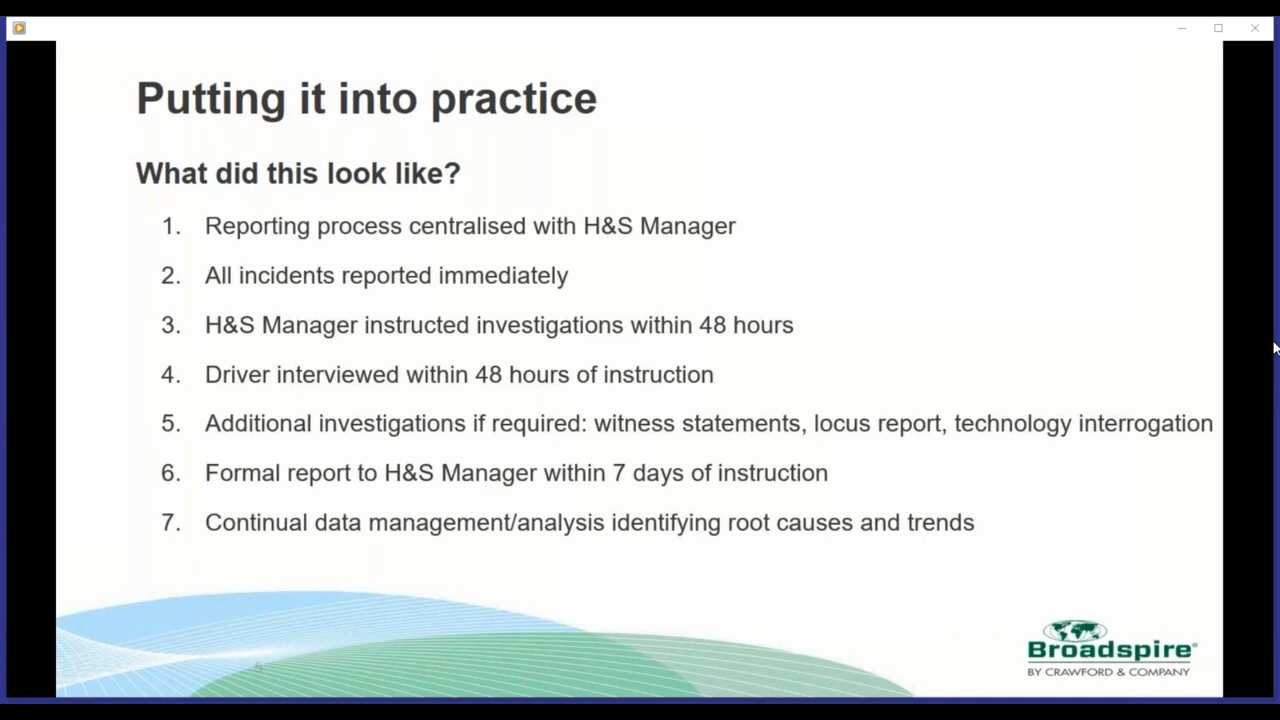 Putting it into practice
What did this look like?
1. Reporting process centralised with H&S Manager
2. All incidents reported immediately
3. H&S Manager instructed investigations within 48 hours
4. Driver interviewed within 48 hours of instruction
5. Additional investigations if required: witness statements, locus report, technology interrogation
6. Formal report to H&S Manager within 7 days of instruction
7. Continual data management/analysis identifying root causes and trends
Broadspire®
BY CRAWFORD & COMPANY